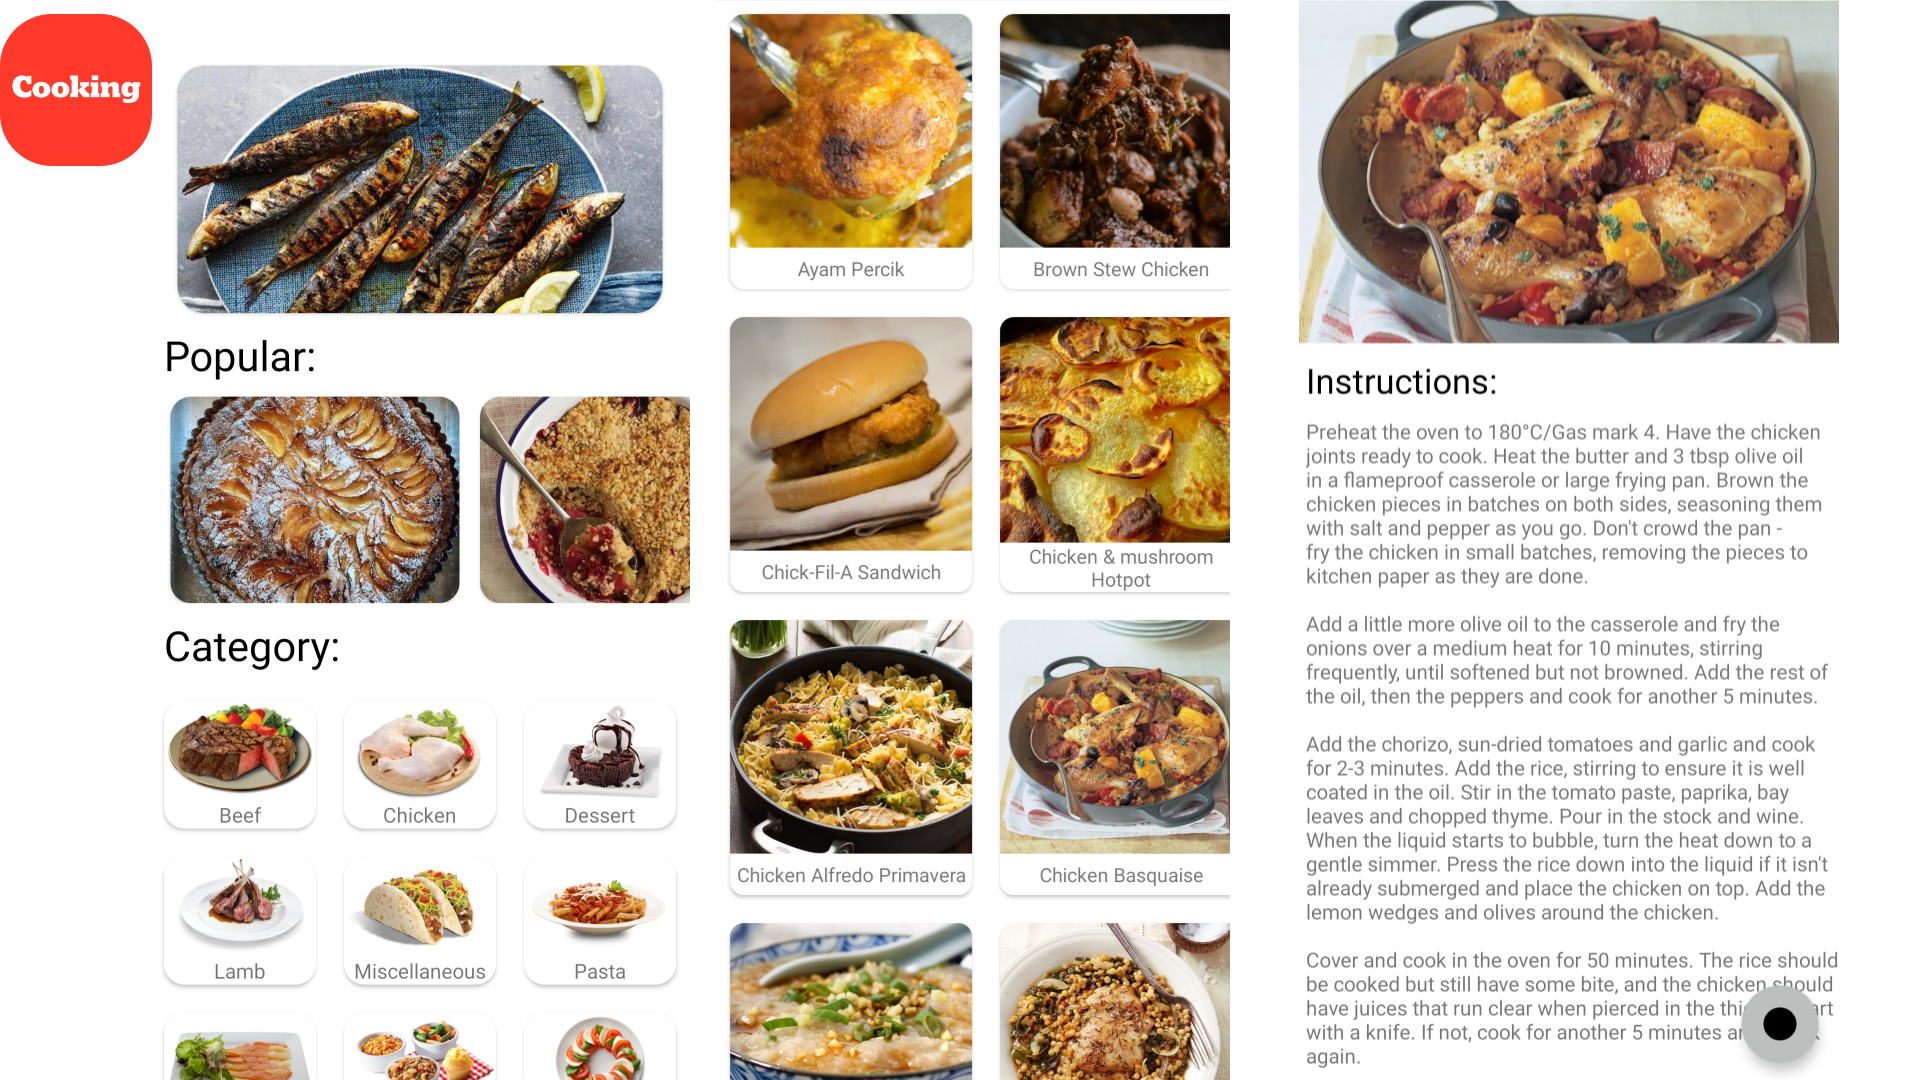 Cooking
Popular:
Category:
Beef
Chicken
Dessert
Lamb
Miscellaneous
Pasta
Ayam Percik
Brown Stew Chicken
Chick-Fil-A Sandwich
Chicken & mushroom
Hotpot
Chicken Alfredo Primavera
Chicken Basquaise
Instructions:
Preheat the oven to 180°C/Gas mark 4. Have the chicken
joints ready to cook. Heat the butter and 3 tbsp olive oil
in a flameproof casserole or large frying pan. Brown the
chicken pieces in batches on both sides, seasoning them
with salt and pepper as you go. Don't crowd the pan -
fry the chicken in small batches, removing the pieces to
kitchen paper as they are done.
Add a little more olive oil to the casserole and fry the
onions over a medium heat for 10 minutes, stirring
frequently, until softened but not browned. Add the rest of
the oil, then the peppers and cook for another 5 minutes.
Add the chorizo, sun-dried tomatoes and garlic and cook
for 2-3 minutes. Add the rice, stirring to ensure it is well
coated in the oil. Stir in the tomato paste, paprika, bay
leaves and chopped thyme. Pour in the stock and wine.
When the liquid starts to bubble, turn the heat down to a
gentle simmer. Press the rice down into the liquid if it isn't
already submerged and place the chicken on top. Add the
lemon wedges and olives around the chicken.
Cover and cook in the oven for 50 minutes. The rice should
be cooked but still have some bite, and the chicken should
have juices that run clear when pierced in the
with a knife. If not, cook for another 5 minutes
again.